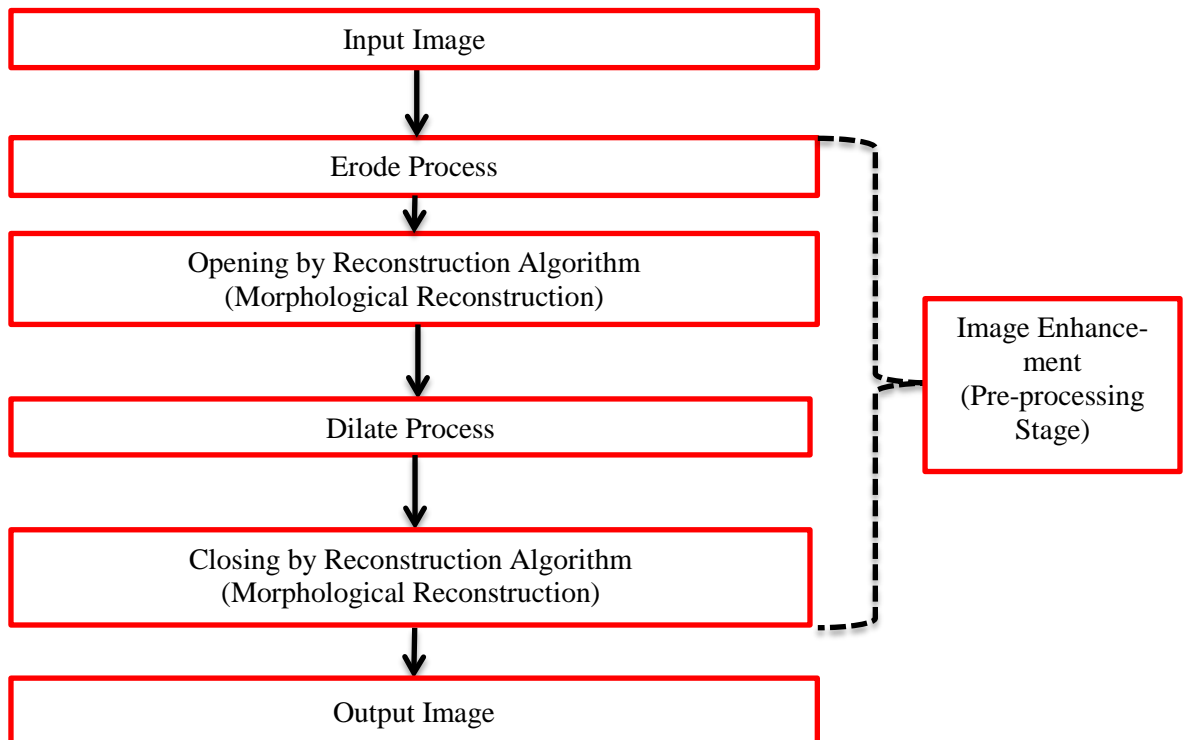 Input Image
Erode Process
Opening by Reconstruction Algorithm
(Morphological Reconstruction)
Dilate Process
Closing by Reconstruction Algorithm
(Morphological Reconstruction)
Output Image
Image Enhance-
ment
(Pre-processing
Stage)